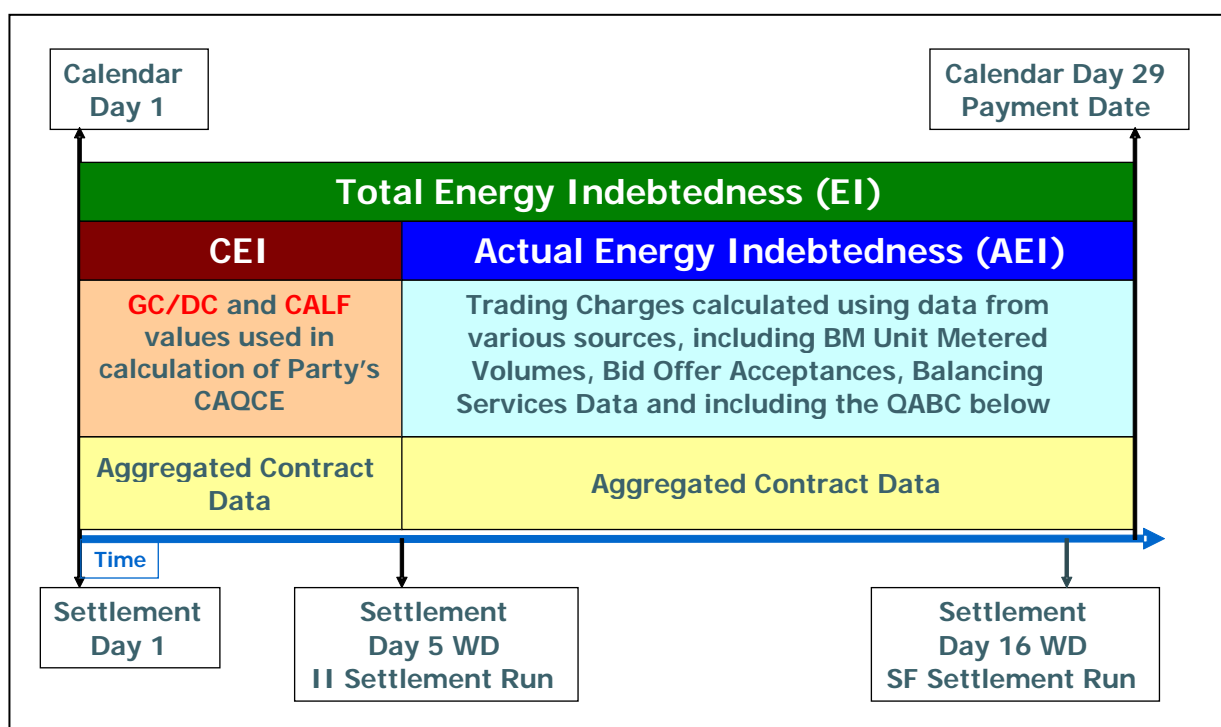 Calendar
Day 1
Calendar Day 29
Payment Date
Total Energy Indebtedness (EI)
CEI
Actual Energy Indebtedness (AEI)
GC/DC and CALF
values used in
calculation of Party's
CAQCE
Trading Charges calculated using data from
various sources, including BM Unit Metered
Volumes, Bid Offer Acceptances, Balancing
Services Data and including the QABC below
Aggregated Contract
Data
Aggregated Contract Data
Time
Settlement
Day 1
Settlement
Day 5 WD
II Settlement Run
Settlement
Day 16 WD
SF Settlement Run